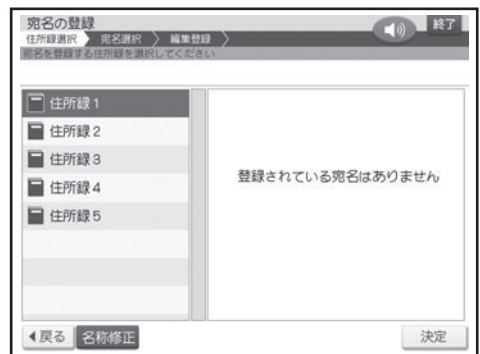 宛名の登録
終了
住所録選択 宛名選択 編集登録
宛名を登録する住所録を選択してください
住所録1
住所録2
住所録3
住所録4
住所録5
登録されている宛名はありません
戻る 名称修正 決定